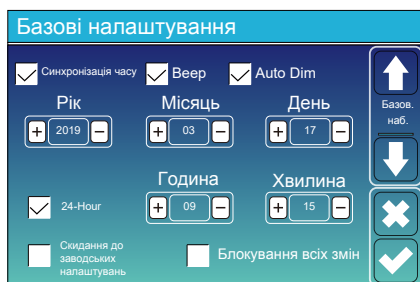 Базові налаштування
Синхронізація часу Beep Auto Dim
Рік Місяць День
+ 2019 − + 03 − + 17 −
Базов.
наб.
Година Хвилина
24-Hour + 09 − + 15 −
Скидання до
заводських
налаштувань
Блокування всіх змін